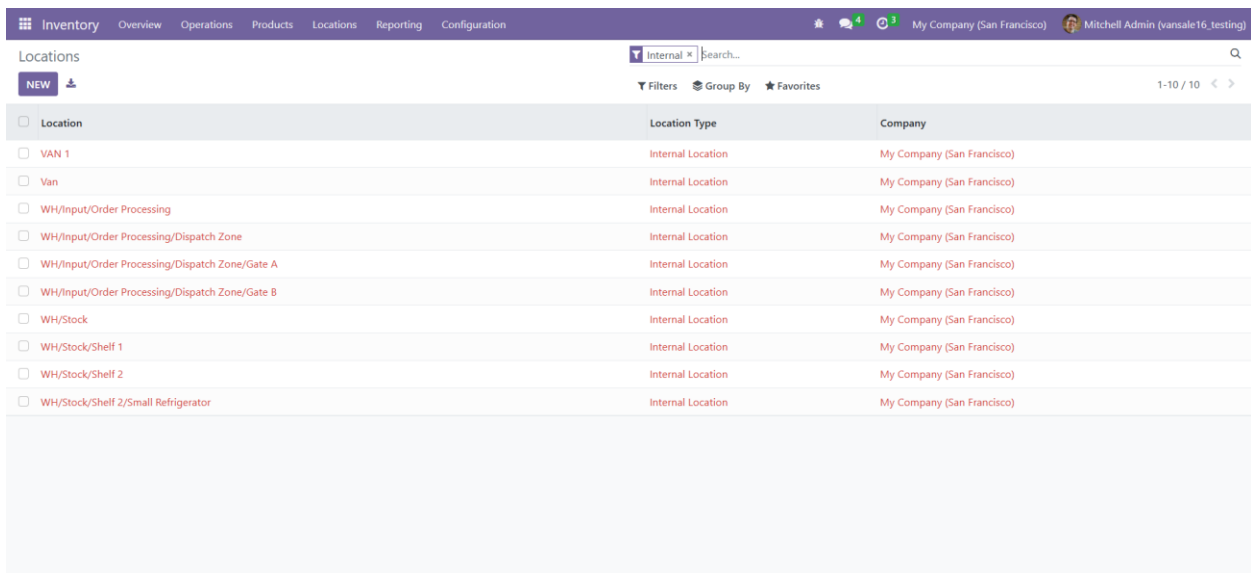 Inventory Overview Operations Products Locations Reporting Configuration 4 3 My Company (San Francisco) Mitchell Admin (vansale16_testing)
Locations Internal × Search...
NEW Filters Group By Favorites 1-10 / 10
Location Location Type Company
VAN 1 Internal Location My Company (San Francisco)
Van Internal Location My Company (San Francisco)
WH/Input/Order Processing Internal Location My Company (San Francisco)
WH/Input/Order Processing/Dispatch Zone Internal Location My Company (San Francisco)
WH/Input/Order Processing/Dispatch Zone/Gate A Internal Location My Company (San Francisco)
WH/Input/Order Processing/Dispatch Zone/Gate B Internal Location My Company (San Francisco)
WH/Stock Internal Location My Company (San Francisco)
WH/Stock/Shelf 1 Internal Location My Company (San Francisco)
WH/Stock/Shelf 2 Internal Location My Company (San Francisco)
WH/Stock/Shelf 2/Small Refrigerator Internal Location My Company (San Francisco)